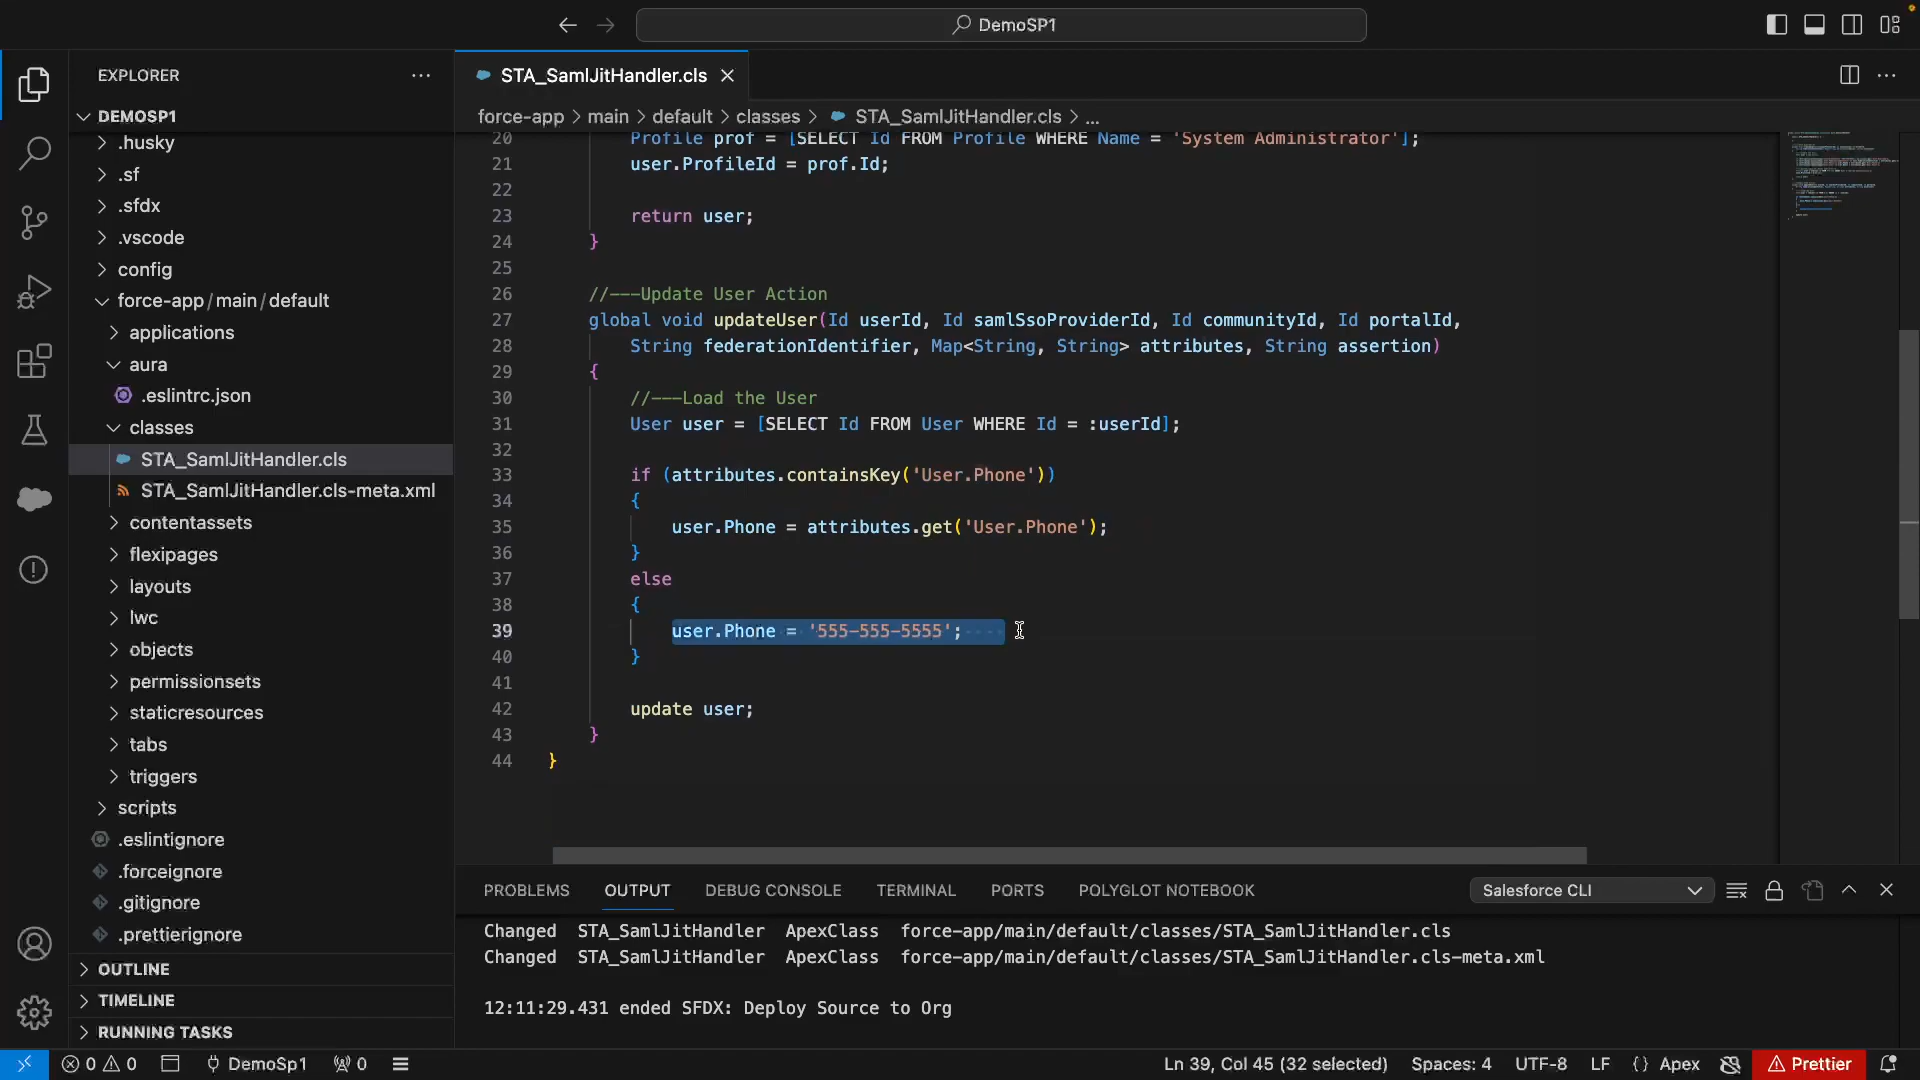 DemoSP1
EXPLORER
DEMOSP1
.husky
.sf
.sfdx
.vscode
config
force-app/main/default
applications
aura
.eslintrc.json
classes
STA_SamlJitHandler.cls
STA_SamlJitHandler.cls-meta.xml
contentassets
flexipages
layouts
lwc
objects
permissionsets
staticresources
tabs
triggers
scripts
.eslintignore
.forceignore
.gitignore
.prettierignore
OUTLINE
TIMELINE
RUNNING TASKS
STA_SamlJitHandler.cls
force-app > main > default > classes > STA_SamlJitHandler.cls > ...
20 Profile prof = [SELECT Id FROM Profile WHERE Name = 'System Administrator'];
21 user.ProfileId = prof.Id;
22
23 return user;
24 }
25
26 //---Update User Action
27 global void updateUser(Id userId, Id samlSsoProviderId, Id communityId, Id portalId,
28 String federationIdentifier, Map<String, String> attributes, String assertion)
29 {
30 //---Load the User
31 User user = [SELECT Id FROM User WHERE Id = :userId];
32
33 if (attributes.containsKey('User.Phone'))
34 {
35 user.Phone = attributes.get('User.Phone');
36 }
37 else
38 {
39 user.Phone = '555-555-5555';
40 }
41
42 update user;
43 }
44 }
PROBLEMS OUTPUT DEBUG CONSOLE TERMINAL PORTS POLYGLOT NOTEBOOK Salesforce CLI
Changed STA_SamlJitHandler ApexClass force-app/main/default/classes/STA_SamlJitHandler.cls
Changed STA_SamlJitHandler ApexClass force-app/main/default/classes/STA_SamlJitHandler.cls-meta.xml
12:11:29.431 ended SFDX: Deploy Source to Org
0 0 DemoSp1 0 Ln 39, Col 45 (32 selected) Spaces: 4 UTF-8 LF {} Apex Prettier